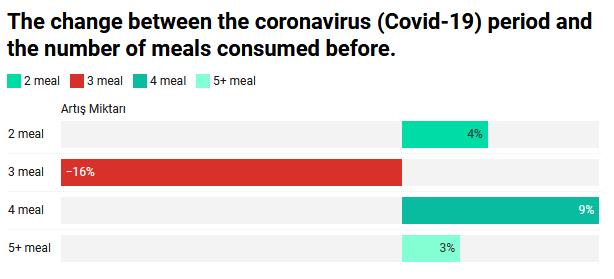 The change between the coronavirus (Covid-19) period and
the number of meals consumed before.
2 meal 3 meal 4 meal 5+ meal
Artış Miktarı
2 meal 4%
3 meal −16%
4 meal 9%
5+ meal 3%